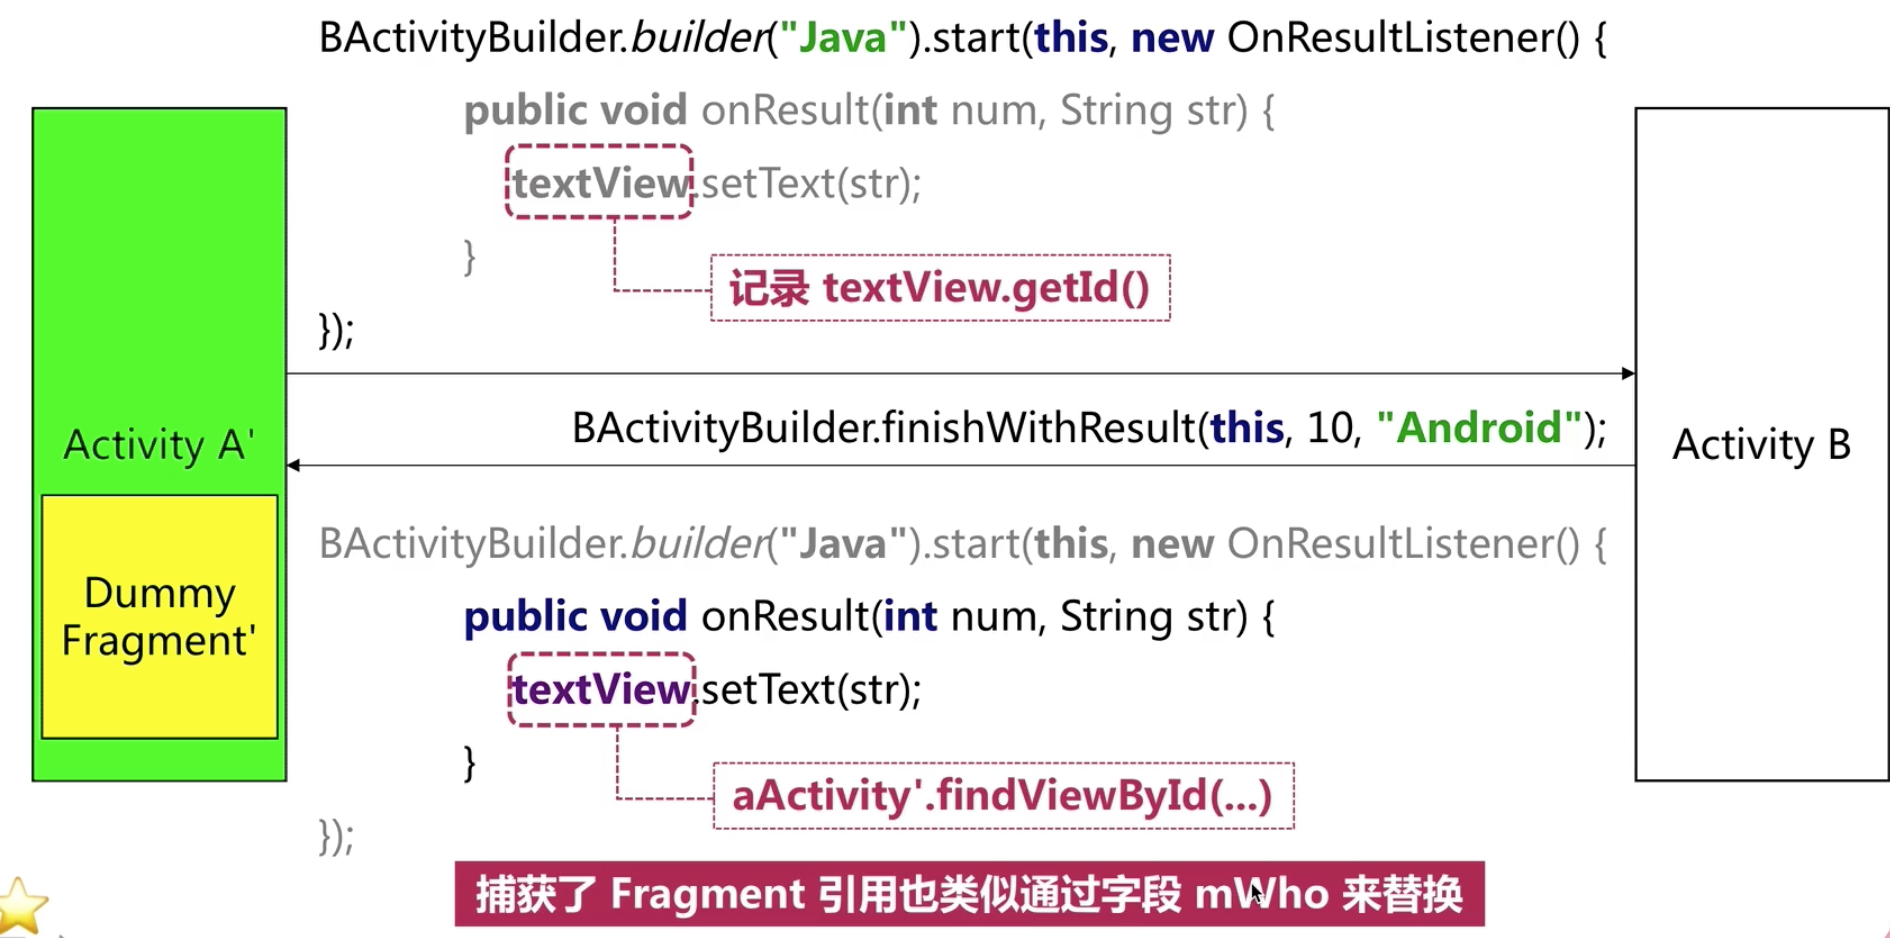 BActivityBuilder.builder("Java").start(this, new OnResultListener() {
public void onResult(int num, String str) {
textView.setText(str);
}
记录 textView.getId()
});
BActivityBuilder.finishWithResult(this, 10, "Android");
Activity A'
Activity B
Dummy
Fragment'
BActivityBuilder.builder("Java").start(this, new OnResultListener() {
public void onResult(int num, String str) {
textView.setText(str);
}
aActivity'.findViewById(...)
});
捕获了 Fragment 引用也类似通过字段 mWho 来替换